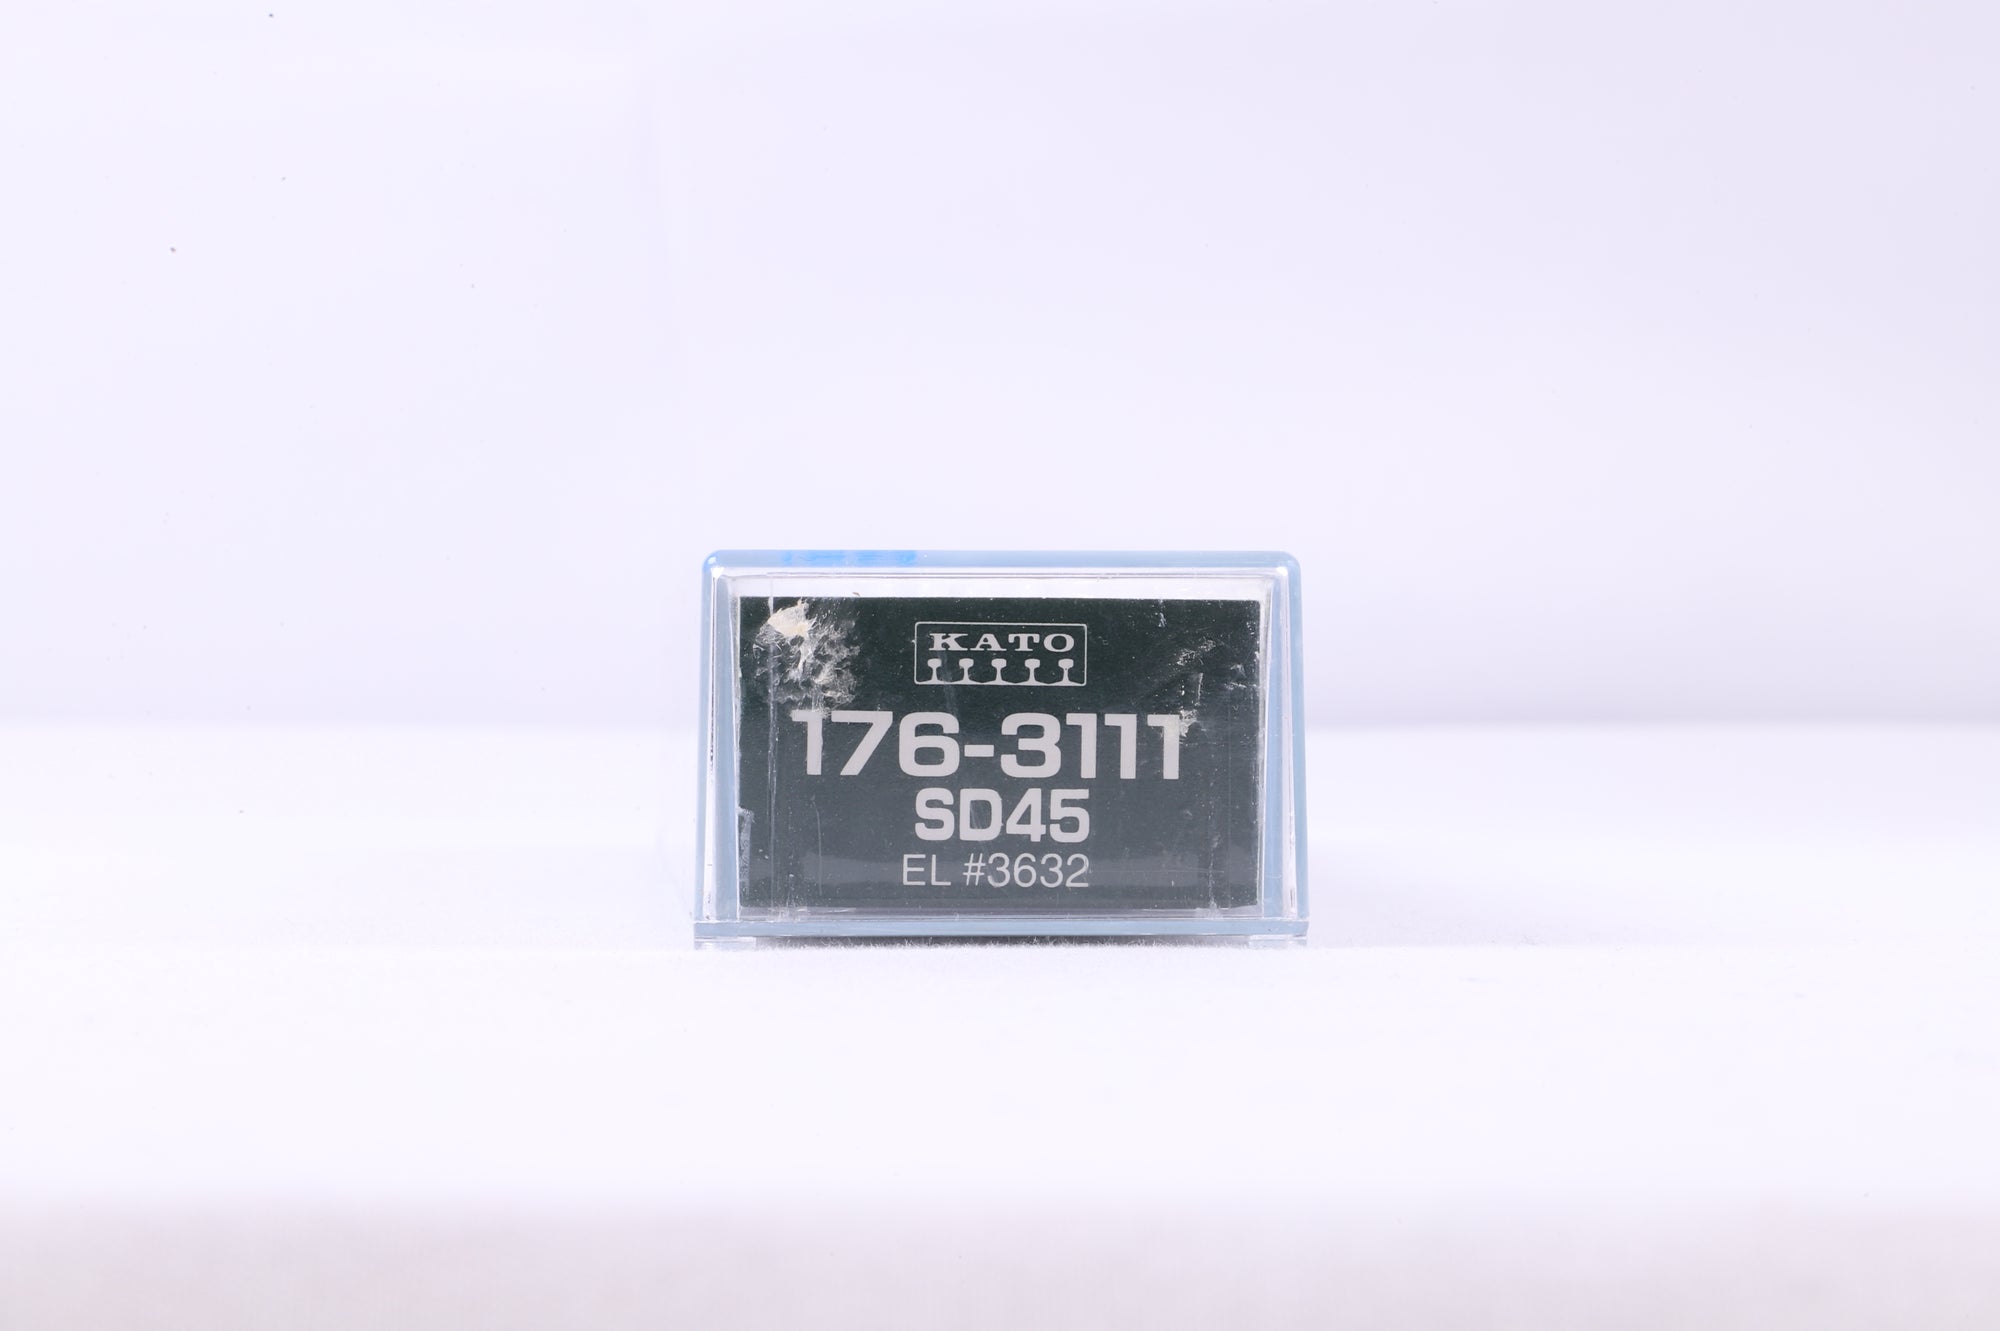 KATO
176-3111
SD45
EL #3632